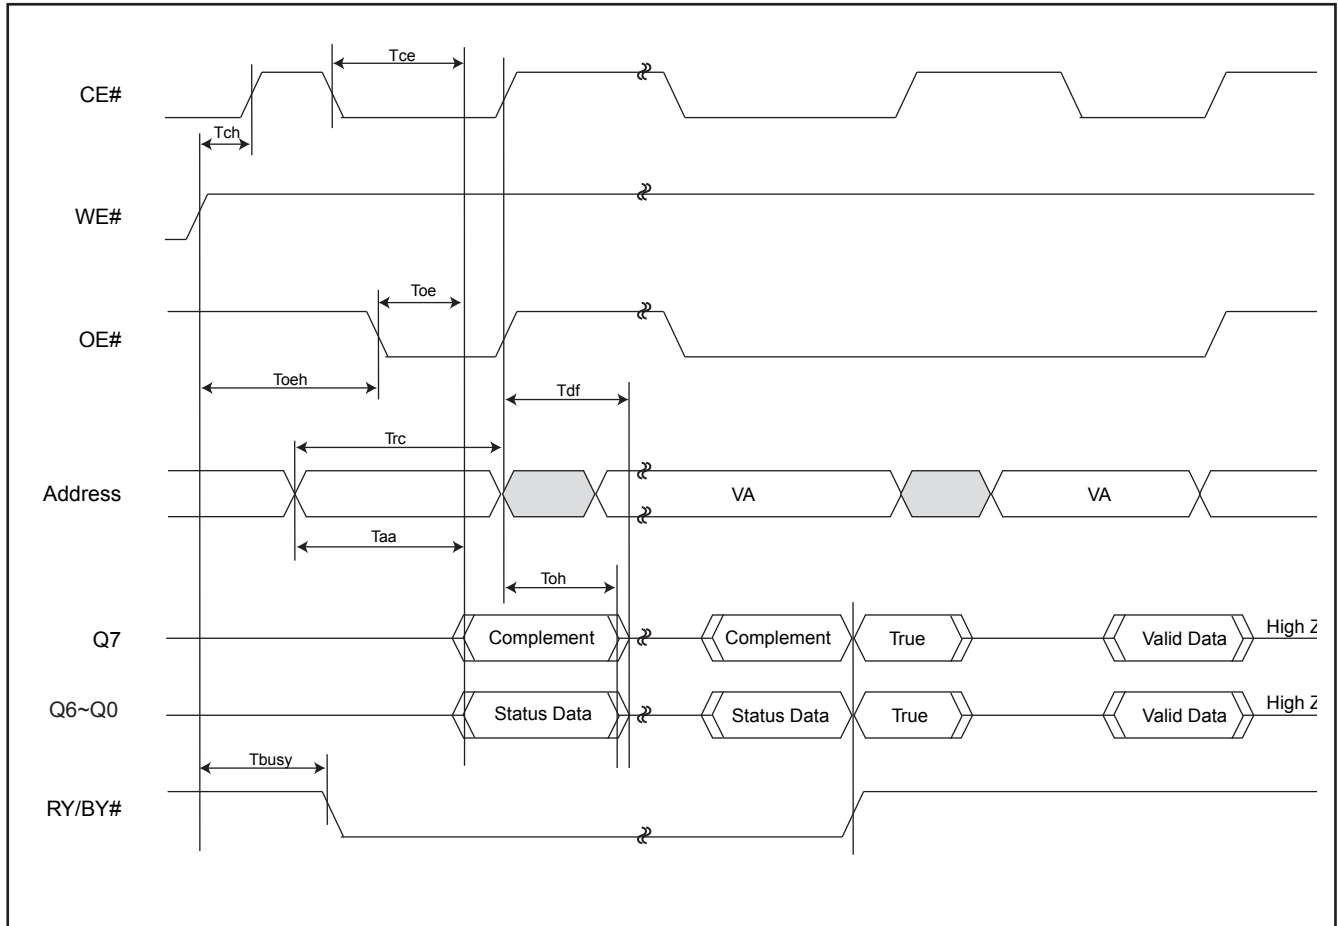 Tce
CE#
Tch
WE#
Toe
OE#
Toeh
Tdf
Trc
Address
VA
VA
Taa
Toh
Q7
Complement
Complement
True
Valid Data
High Z
Q6~Q0
Status Data
Status Data
True
Valid Data
High Z
Tbusy
RY/BY#